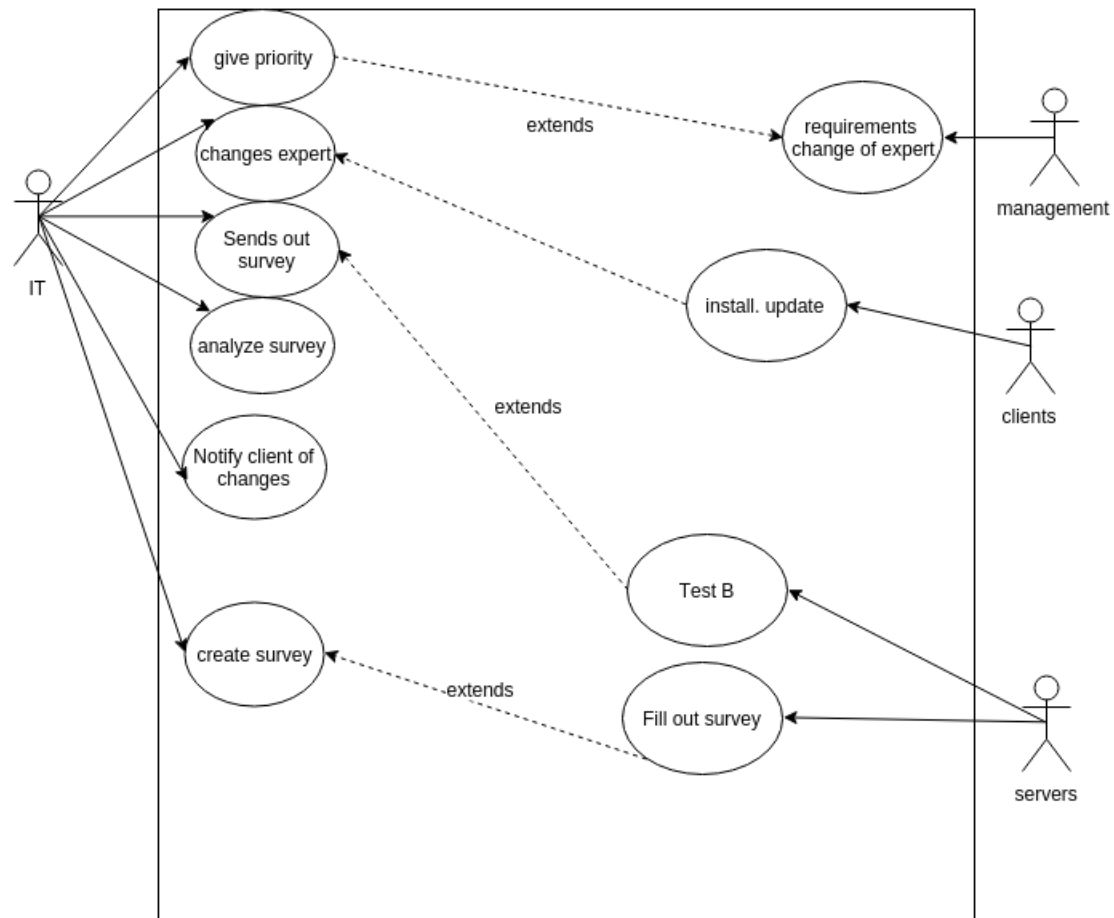 give priority
extends
requirements
change of expert
management
changes expert
IT
Sends out
survey
install. update
clients
analyze survey
extends
Notify client of
changes
Test B
create survey
extends
Fill out survey
servers